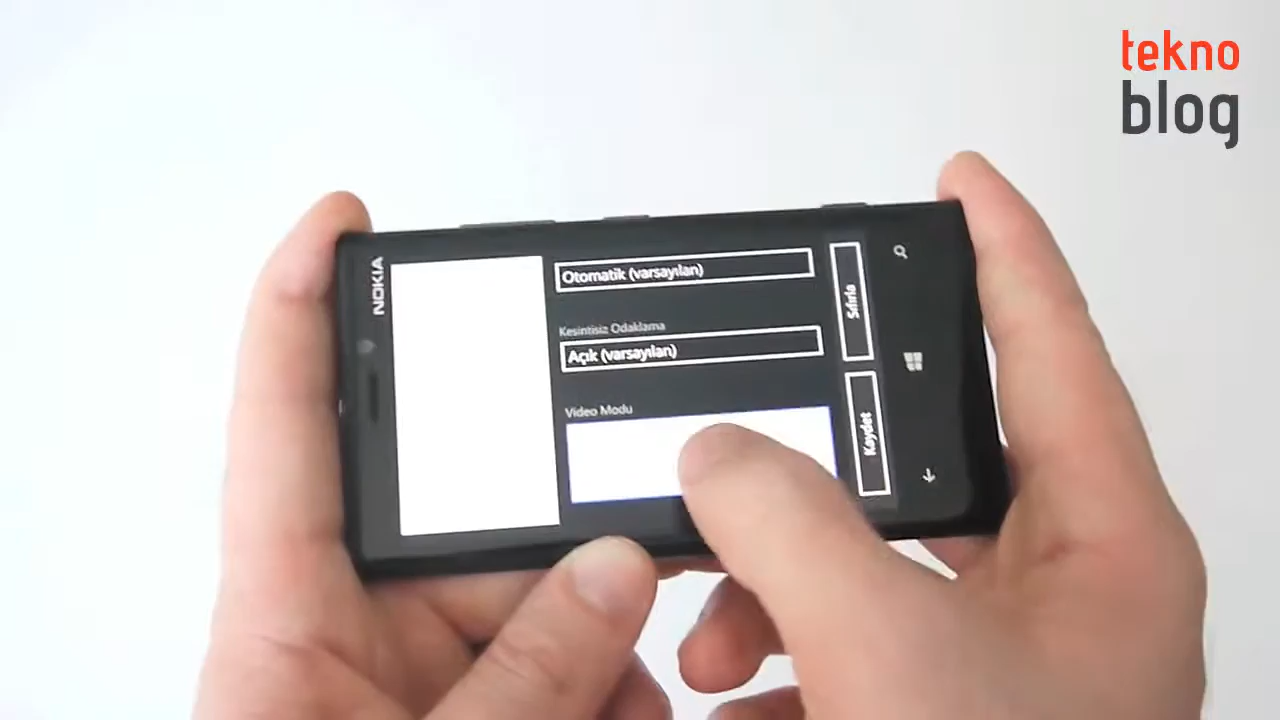 tekno
blog
NOKIA
Otomatik (varsayılan)
Kesintisiz Odaklama
Açık (varsayılan)
Video Modu
Sıfırla
Kaydet